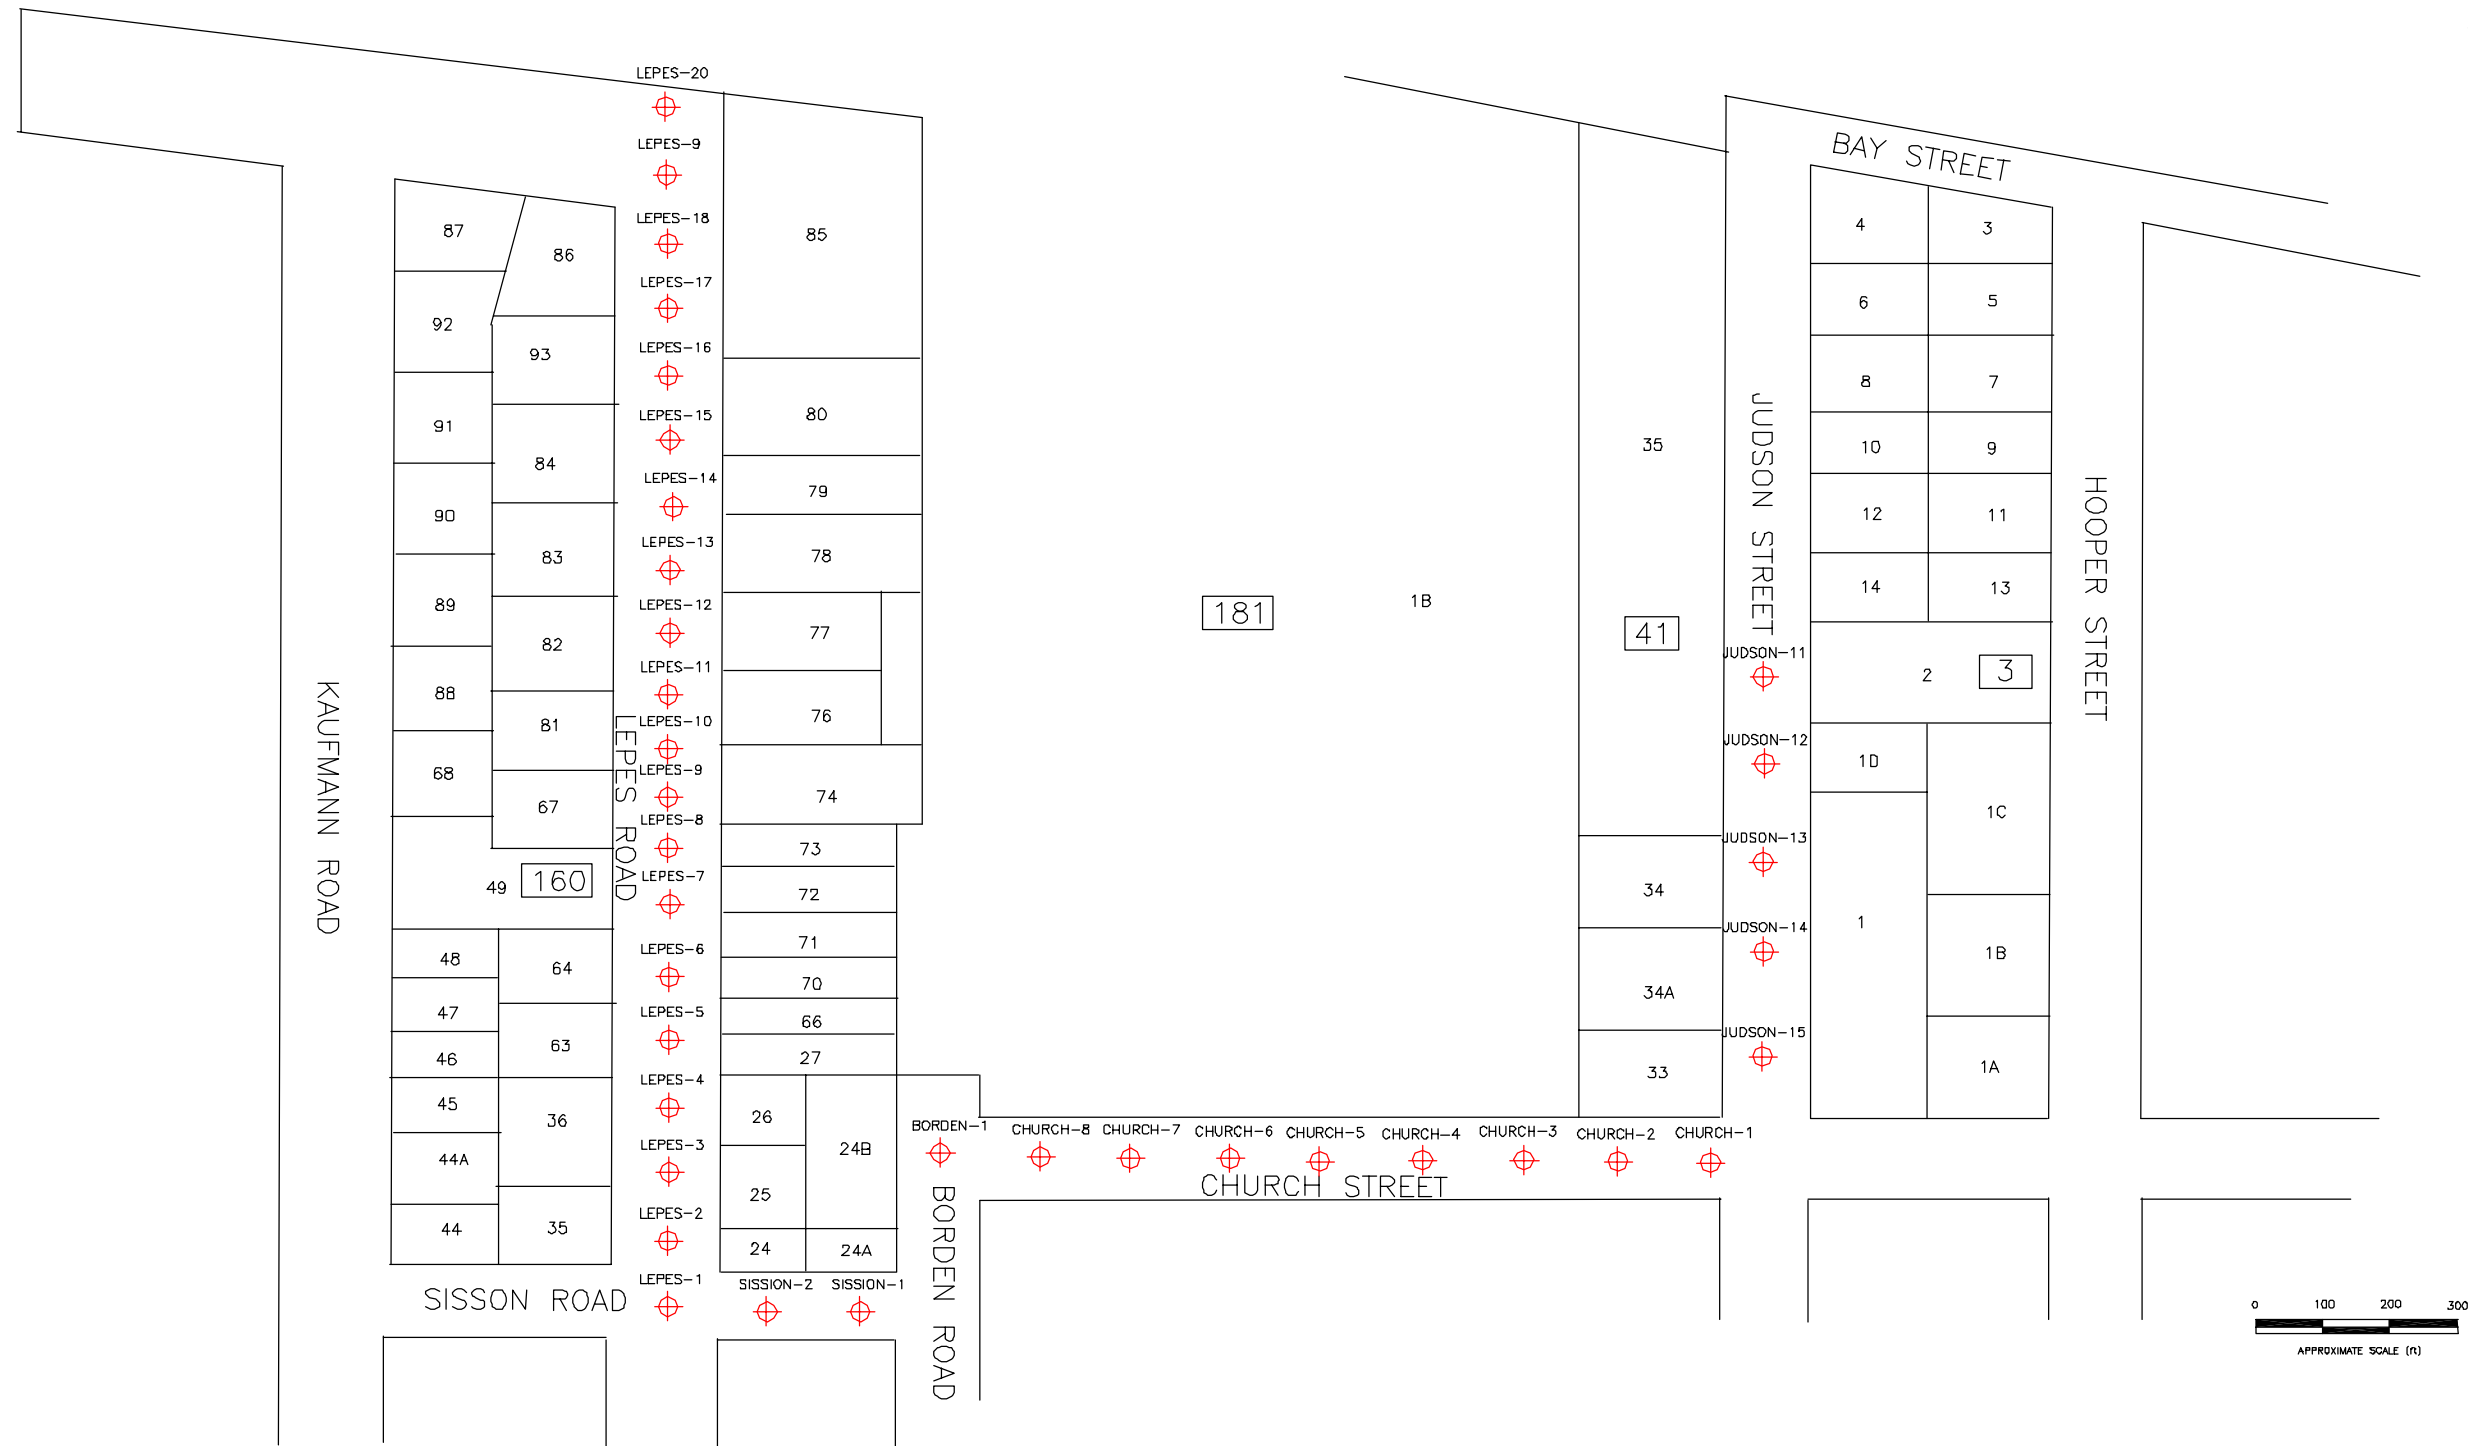 LEPES-20
LEPES-9
LEPES-18
LEPES-17
LEPES-16
LEPES-15
LEPES-14
LEPES-13
LEPES-12
LEPES-11
LEPES-10
LEPES-9
LEPES-8
LEPES-7
LEPES-6
LEPES-5
LEPES-4
LEPES-3
LEPES-2
LEPES-1
KAUFMANN ROAD
87
92
91
90
89
88
68
49
160
48
47
46
45
44A
44
86
93
84
83
82
81
67
64
63
36
35
LEPES ROAD
SISSON ROAD
85
80
79
78
77
76
74
73
72
71
70
66
27
26
25
24
24B
24A
SISSION-2
SISSION-1
BORDEN-1
BORDEN ROAD
CHURCH-8
CHURCH-7
CHURCH-6
CHURCH-5
CHURCH-4
CHURCH-3
CHURCH-2
CHURCH-1
CHURCH STREET
181
1B
35
41
34
34A
33
JUDSON STREET
JUDSON-11
JUDSON-12
JUDSON-13
JUDSON-14
JUDSON-15
BAY STREET
4
3
6
5
8
7
10
9
12
11
14
13
2
3
1D
1C
1
1B
1A
HOOPER STREET
0 100 200 300
APPROXIMATE SCALE (ft)